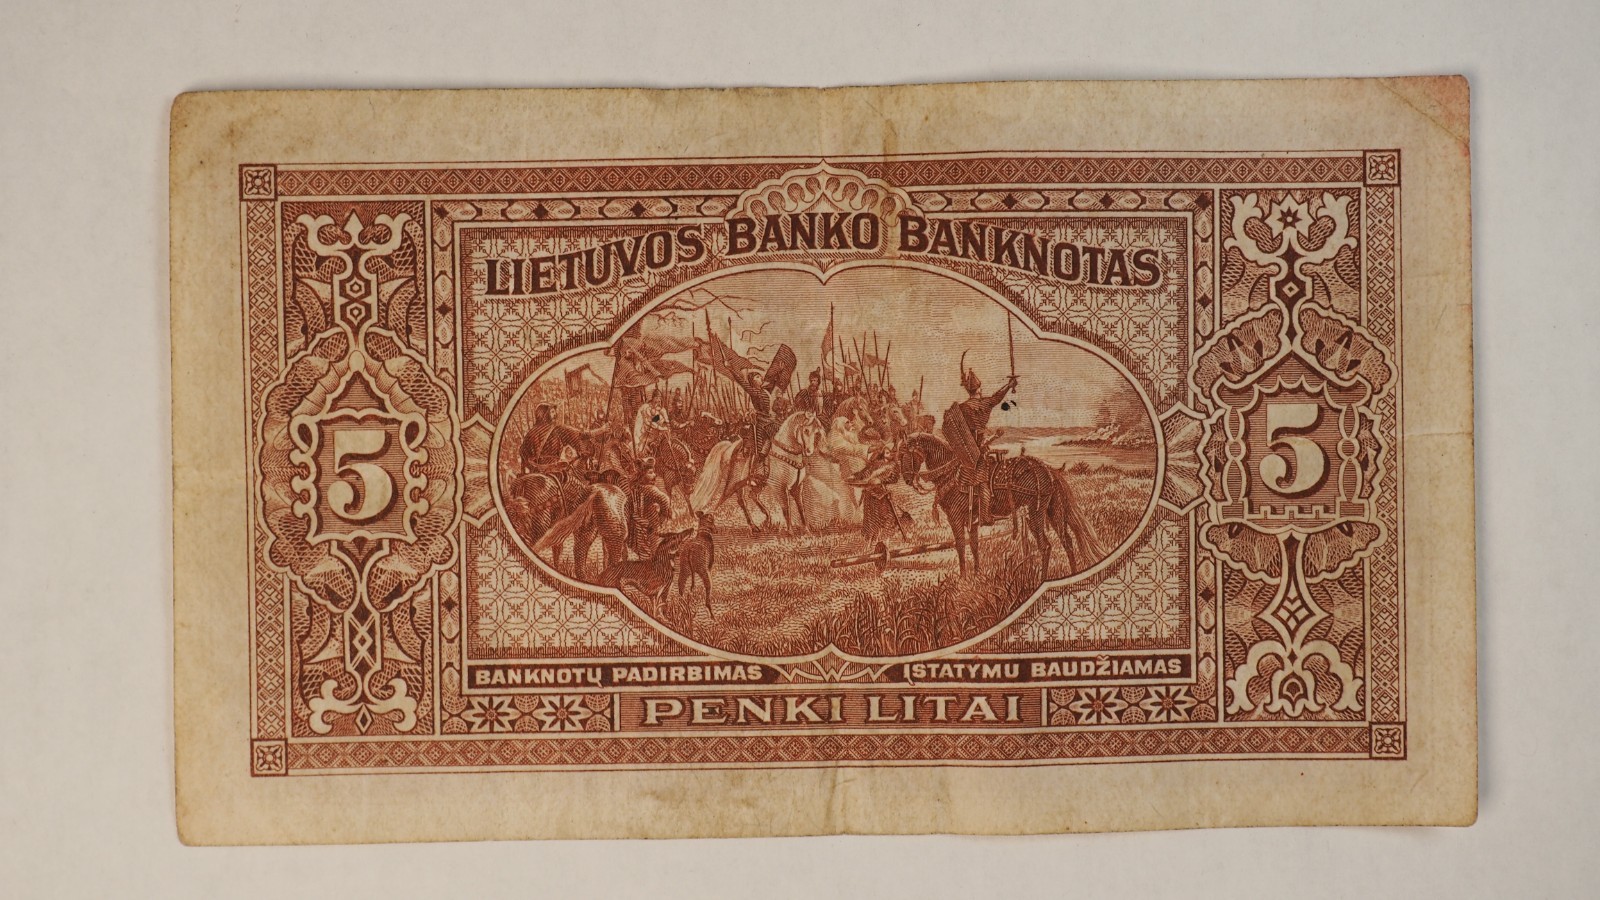 LIETUVOS BANKO BANKNOTAS
5 5
BANKNOTŲ PADIRBIMAS ĮSTATYMU BAUDŽIAMAS
PENKI LITAI